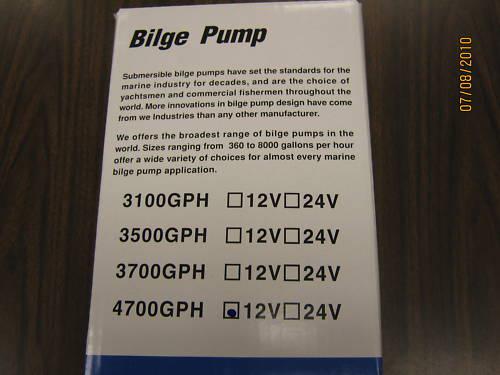 Bilge Pump
Submersible bilge pumps have set the standards for the
marine industry for decades, and are the choice of
yachtsmen and commercial fishermen throughout the
world. More innovations in bilge pump design have come
from we Industries than any other manufacturer.
We offers the broadest range of bilge pumps in the
world. Sizes ranging from 360 to 8000 gallons per hour
offer a wide variety of choices for almost every marine
bilge pump application.
3100GPH 12V 24V
3500GPH 12V 24V
3700GPH 12V 24V
4700GPH 12V 24V
07/08/2010